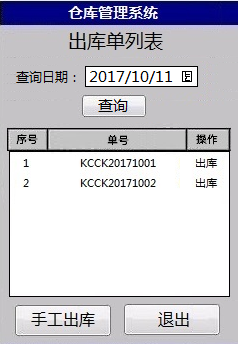 仓库管理系统
出库单列表
查询日期： 2017/10/11
查询
序号 单号 操作
1 KCCK20171001 出库
2 KCCK20171002 出库
手工出库 退出